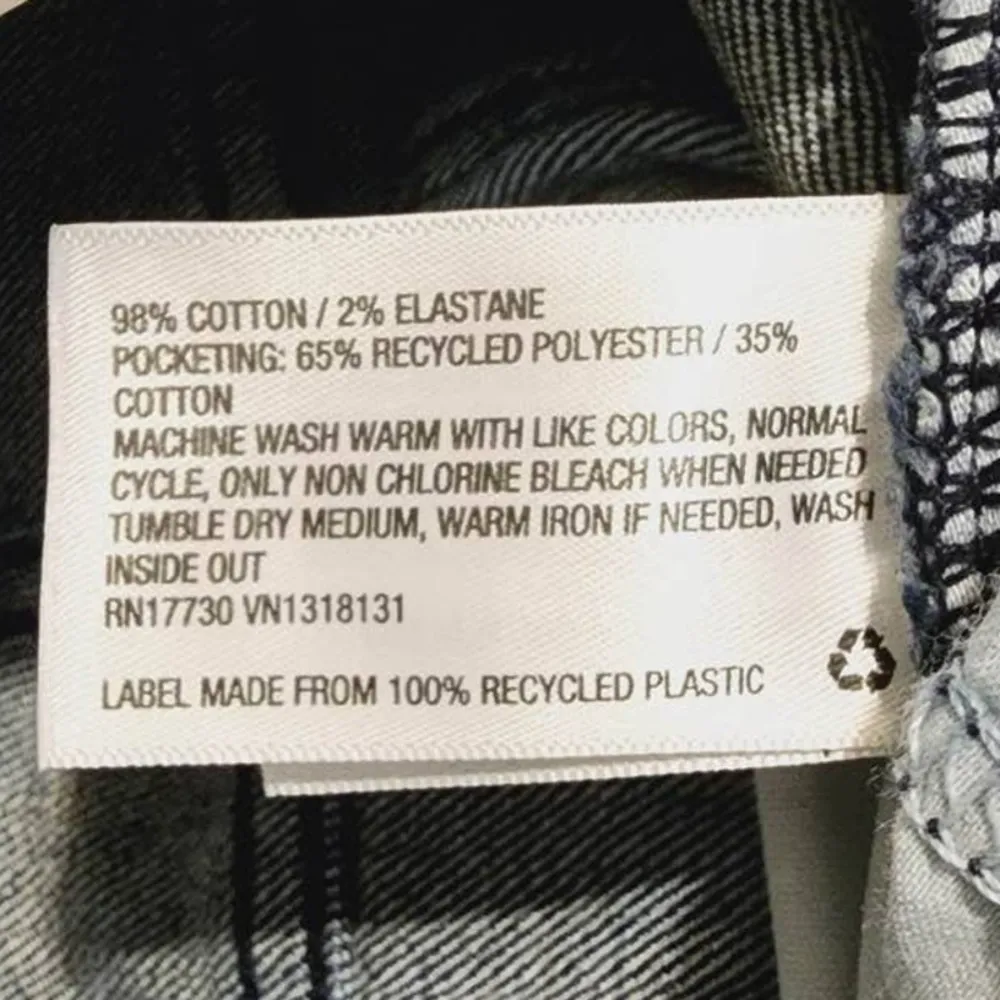 98% COTTON / 2% ELASTANE
POCKETING: 65% RECYCLED POLYESTER / 35%
COTTON
MACHINE WASH WARM WITH LIKE COLORS, NORMAL
CYCLE, ONLY NON CHLORINE BLEACH WHEN NEEDED
TUMBLE DRY MEDIUM, WARM IRON IF NEEDED, WASH
INSIDE OUT
RN17730 VN1318131
LABEL MADE FROM 100% RECYCLED PLASTIC